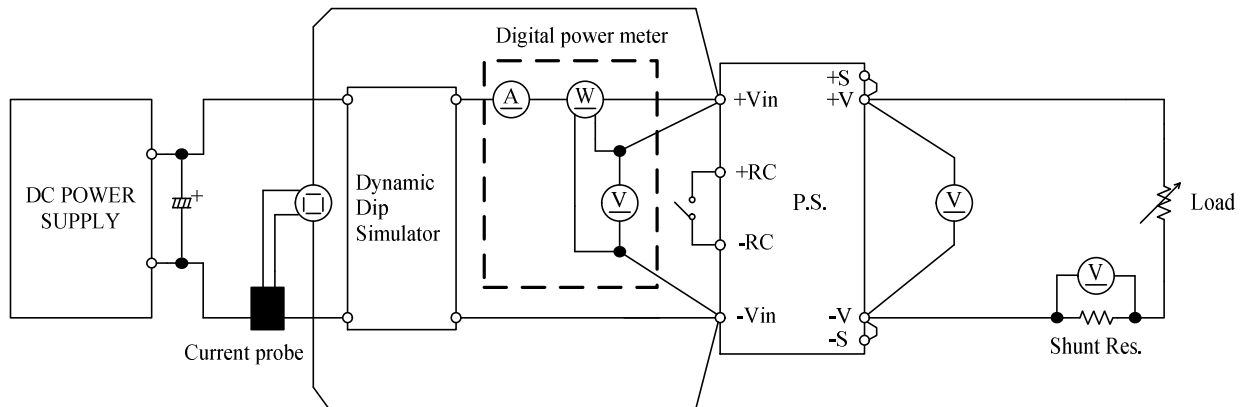 Digital power meter
A
W
V
DC POWER
SUPPLY
+
Current probe
Dynamic
Dip
Simulator
+Vin
+RC
-RC
-Vin
P.S.
+S
+V
-V
-S
V
V
Load
Shunt Res.